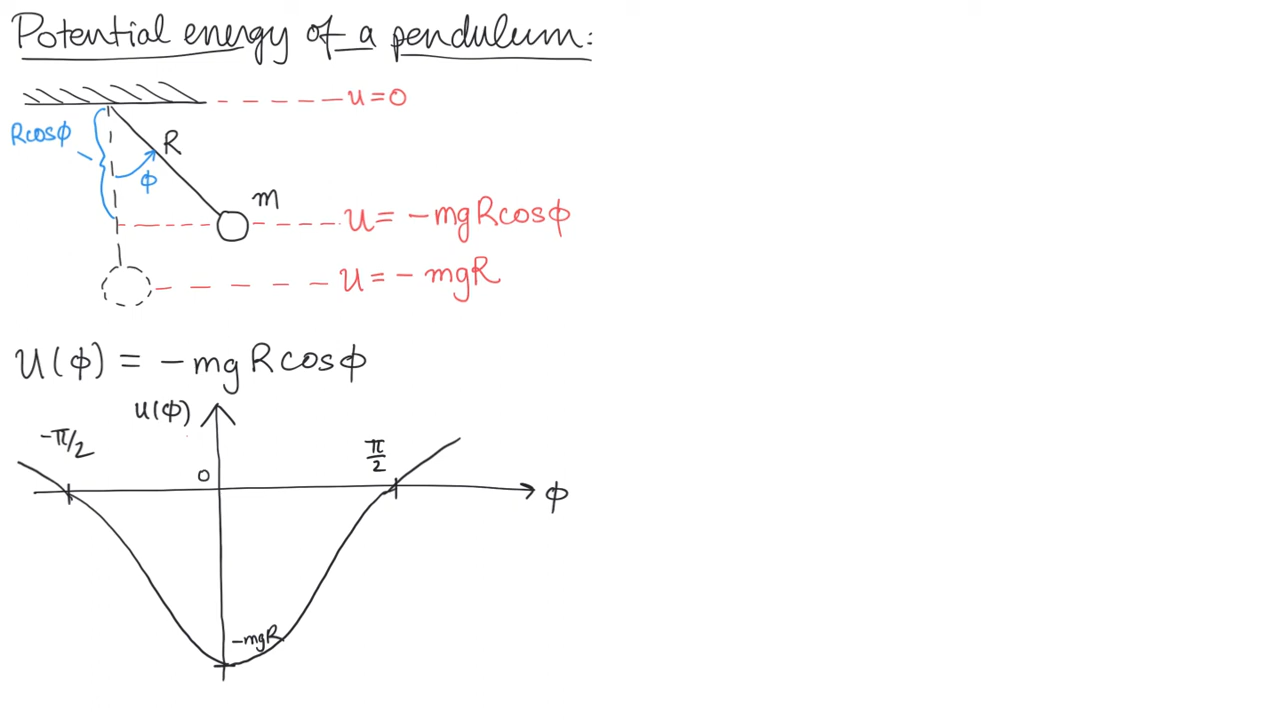 Potential energy of a pendulum:
u=0
Rcosϕ
R
ϕ
m
U= -mgRcosϕ
U= - mgR
U(ϕ) = -mgRcosϕ
U(ϕ)
-π/2
π/2
0
ϕ
-mgR